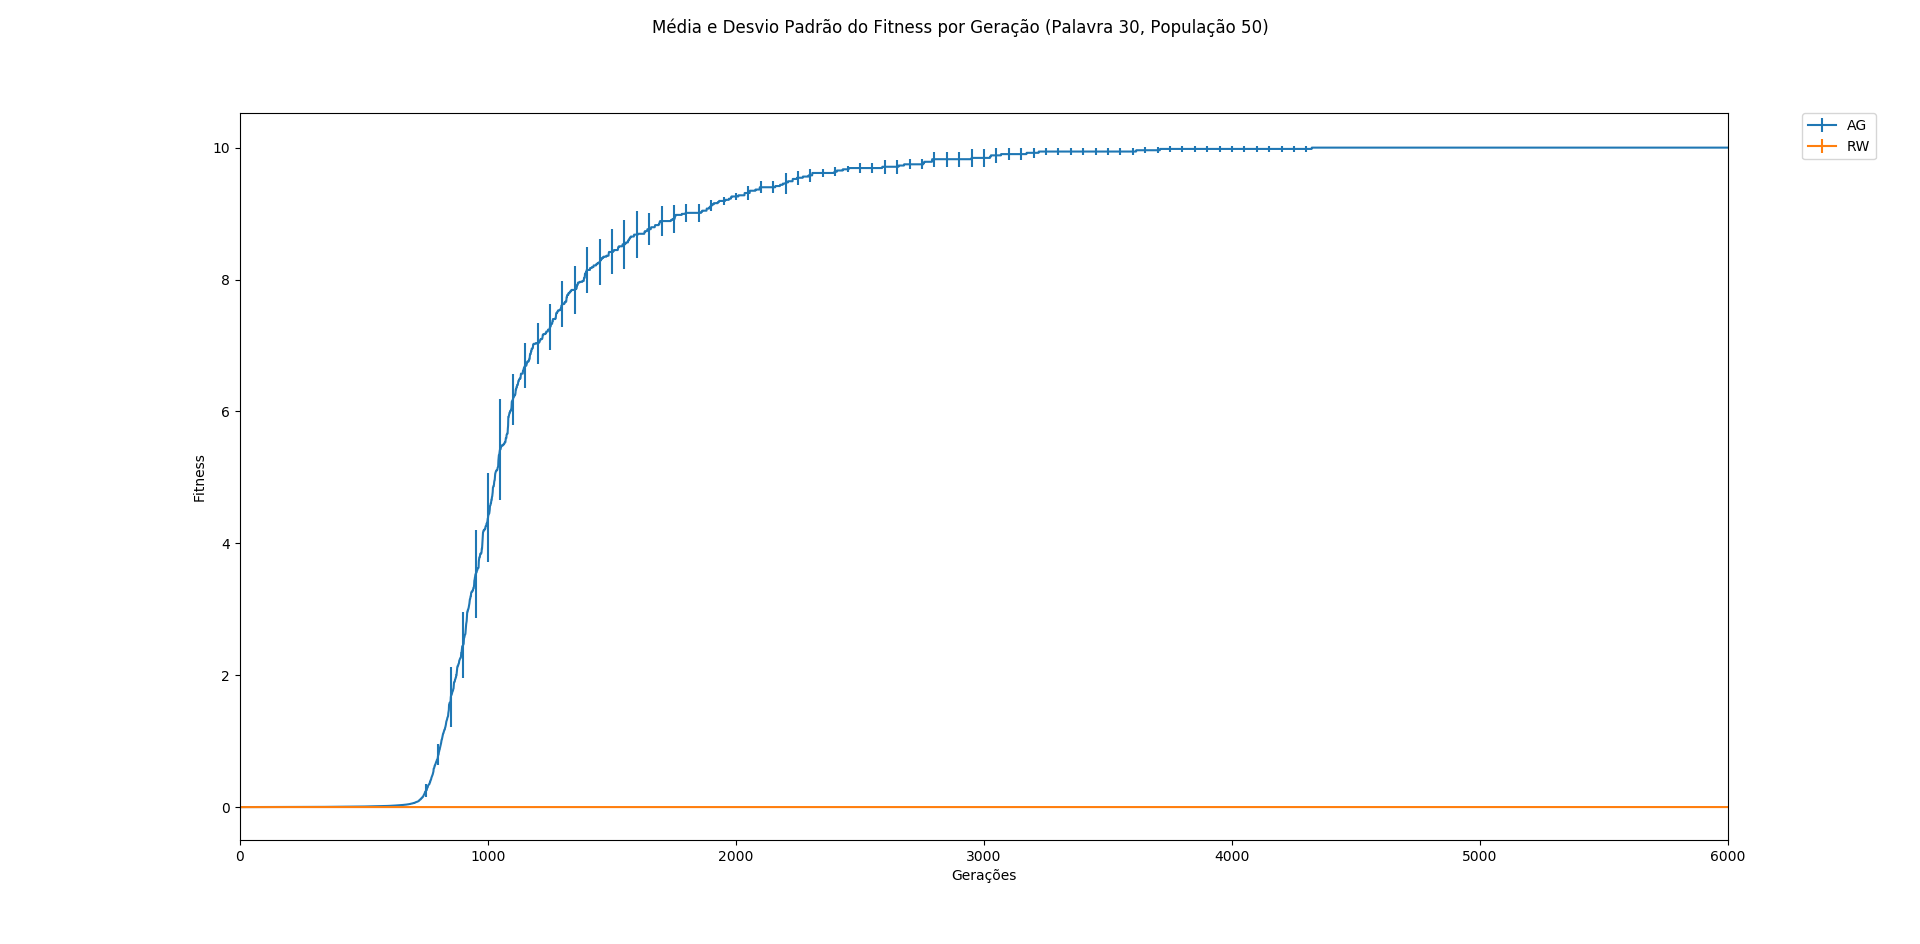 Média e Desvio Padrão do Fitness por Geração (Palavra 30, População 50)
AG
RW
10
8
6
4
2
0
Fitness
0 1000 2000 3000 4000 5000 6000
Gerações